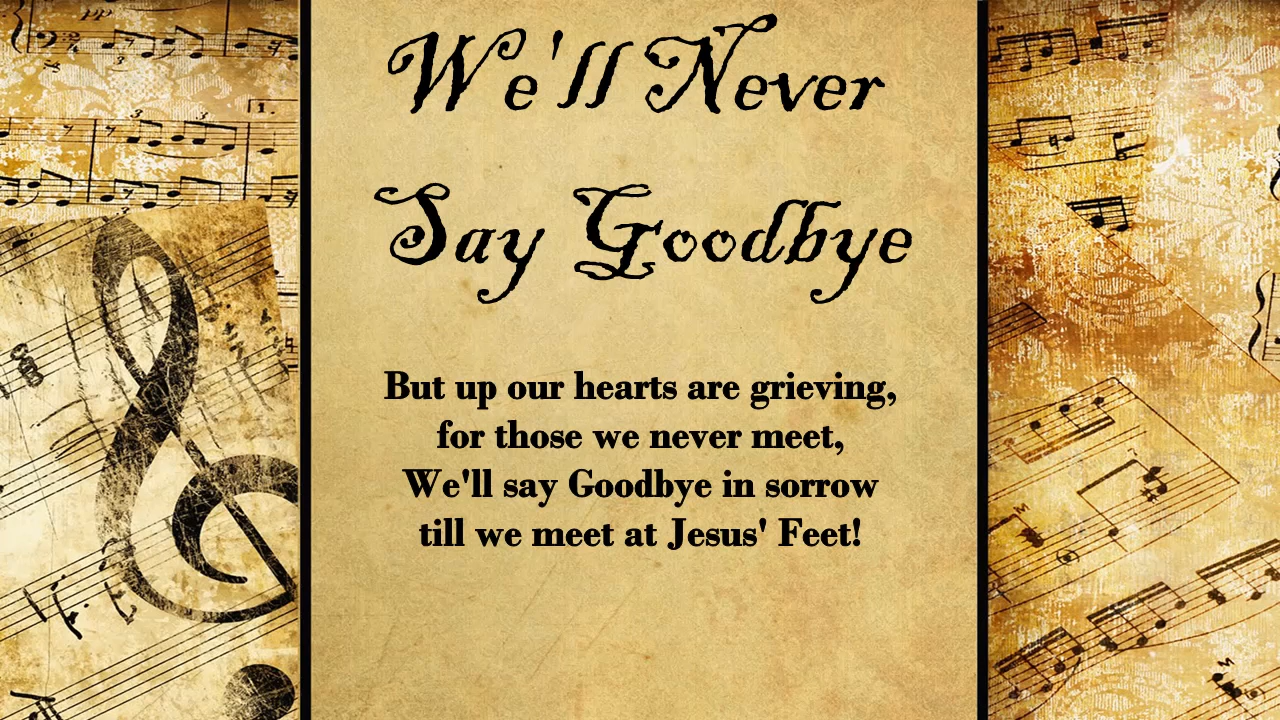 We'll Never
Say Goodbye
But up our hearts are grieving,
for those we never meet,
We'll say Goodbye in sorrow
till we meet at Jesus' Feet!